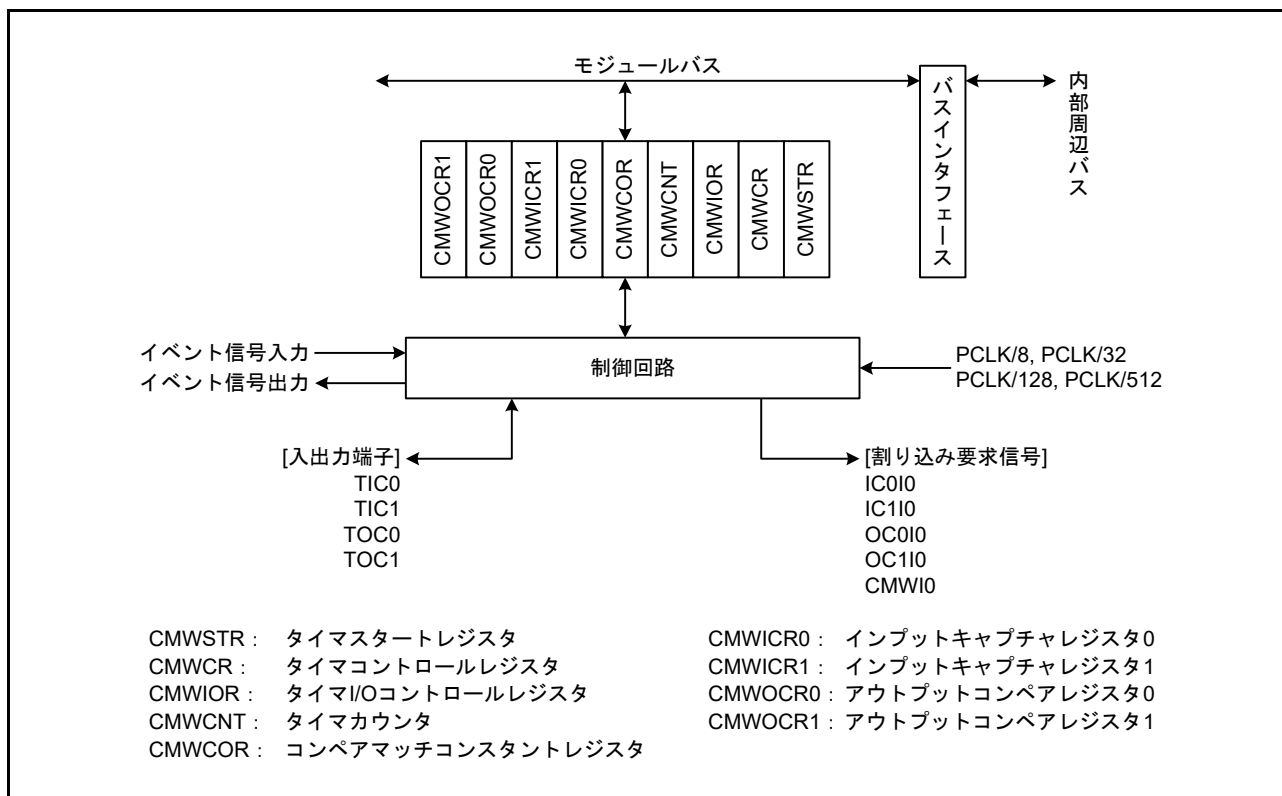 モジュールバス
バスインタフェース
内部周辺バス
CMWOCR1
CMWOCR0
CMWICR1
CMWICR0
CMWCOR
CMWCNT
CMWIOR
CMWCR
CMWSTR
イベント信号入力
イベント信号出力
制御回路
PCLK/8, PCLK/32
PCLK/128, PCLK/512
[入出力端子]
TIC0
TIC1
TOC0
TOC1
[割り込み要求信号]
IC0I0
IC1I0
OC0I0
OC1I0
CMWI0
CMWSTR : タイマスタートレジスタ
CMWCR : タイマコントロールレジスタ
CMWIOR : タイマI/Oコントロールレジスタ
CMWCNT : タイマカウンタ
CMWCOR : コンペアマッチコンスタントレジスタ
CMWICR0 : インプットキャプチャレジスタ0
CMWICR1 : インプットキャプチャレジスタ1
CMWOCR0 : アウトプットコンペアレジスタ0
CMWOCR1 : アウトプットコンペアレジスタ1